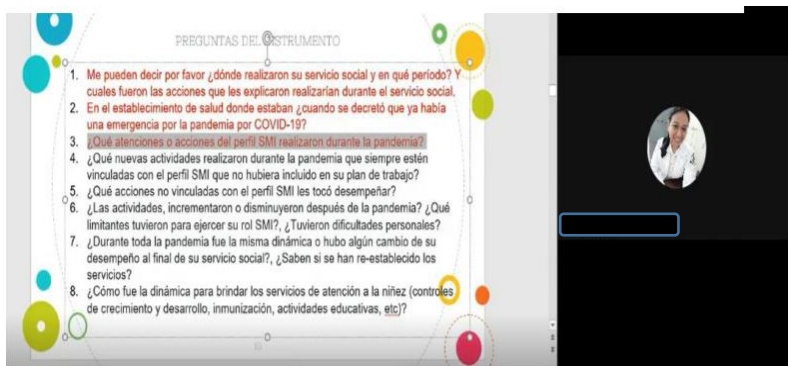 PREGUNTAS DEL INSTRUMENTO
1. Me pueden decir por favor ¿dónde realizaron su servicio social y en qué período? Y
cuales fueron las acciones que les explicaron realizarían durante el servicio social.
2. En el establecimiento de salud donde estaban ¿cuando se decretó que ya había
una emergencia por la pandemia por COVID-19?
3. ¿Qué atenciones o acciones del perfil SMI realizaron durante la pandemia?
4. ¿Qué nuevas actividades realizaron durante la pandemia que siempre estén
vinculadas con el perfil SMI que no hubiera incluido en su plan de trabajo?
5. ¿Qué acciones no vinculadas con el perfil SMI les tocó desempeñar?
6. ¿Las actividades, incrementaron o disminuyeron después de la pandemia? ¿Qué
limitantes tuvieron para ejercer su rol SMI?, ¿Tuvieron dificultades personales?
7. ¿Durante toda la pandemia fue la misma dinámica o hubo algún cambio de su
desempeño al final de su servicio social?, ¿Saben si se han re-establecido los
servicios?
8. ¿Cómo fue la dinámica para brindar los servicios de atención a la niñez (controles
de crecimiento y desarrollo, inmunización, actividades educativas, etc)?